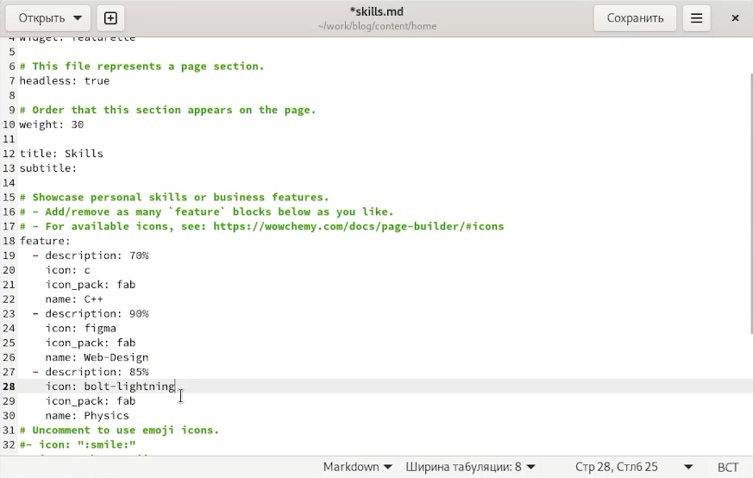 Открыть
*skills.md
~/work/blog/content/home
Сохранить
4 widget: featurette
5
6 # This file represents a page section.
7 headless: true
8
9 # Order that this section appears on the page.
10 weight: 30
11
12 title: Skills
13 subtitle:
14
15 # Showcase personal skills or business features.
16 # - Add/remove as many `feature` blocks below as you like.
17 # - For available icons, see: https://wowchemy.com/docs/page-builder/#icons
18 feature:
19 - description: 70%
20 icon: c
21 icon_pack: fab
22 name: C++
23 - description: 90%
24 icon: figma
25 icon_pack: fab
26 name: Web-Design
27 - description: 85%
28 icon: bolt-lightning
29 icon_pack: fab
30 name: Physics
31 # Uncomment to use emoji icons.
32 #- icon: ":smile:"
Markdown Ширина табуляции: 8 Стр 28, Стлб 25 ВСТ